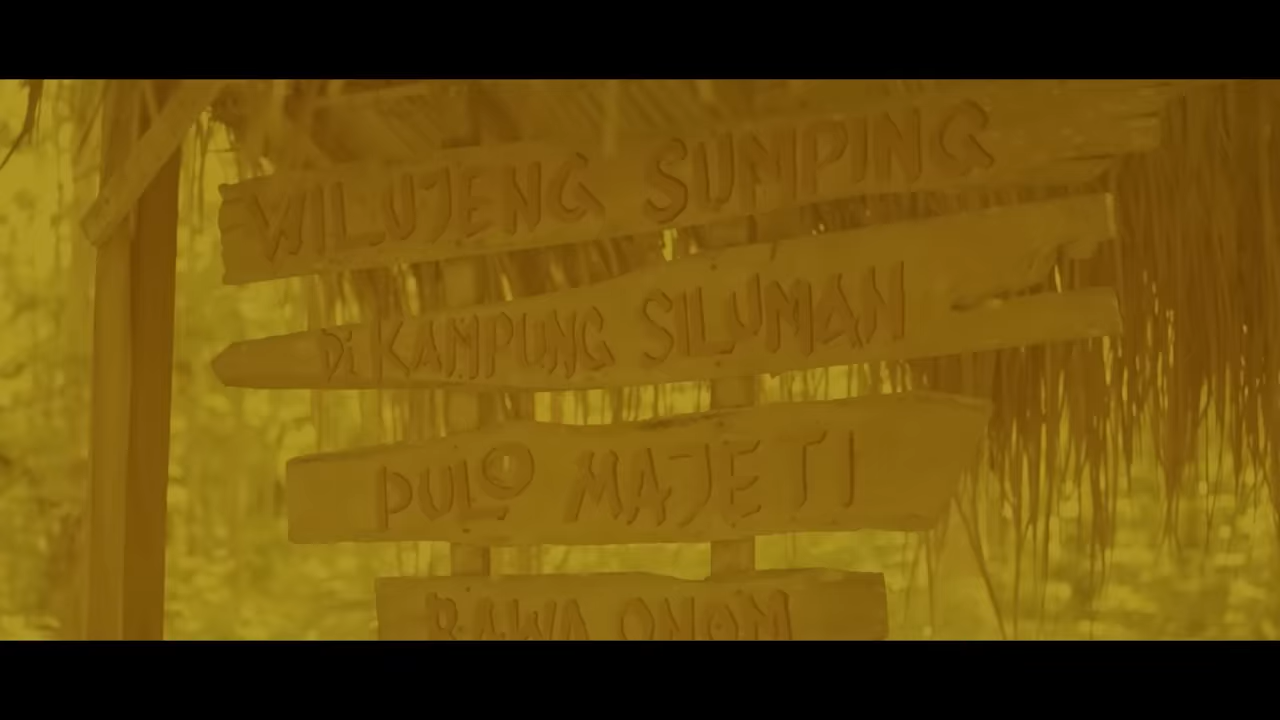 WILUJENG SUMPING
Di KAMPUNG SILUMAN
PULO MAJETI
RAWA ONOM